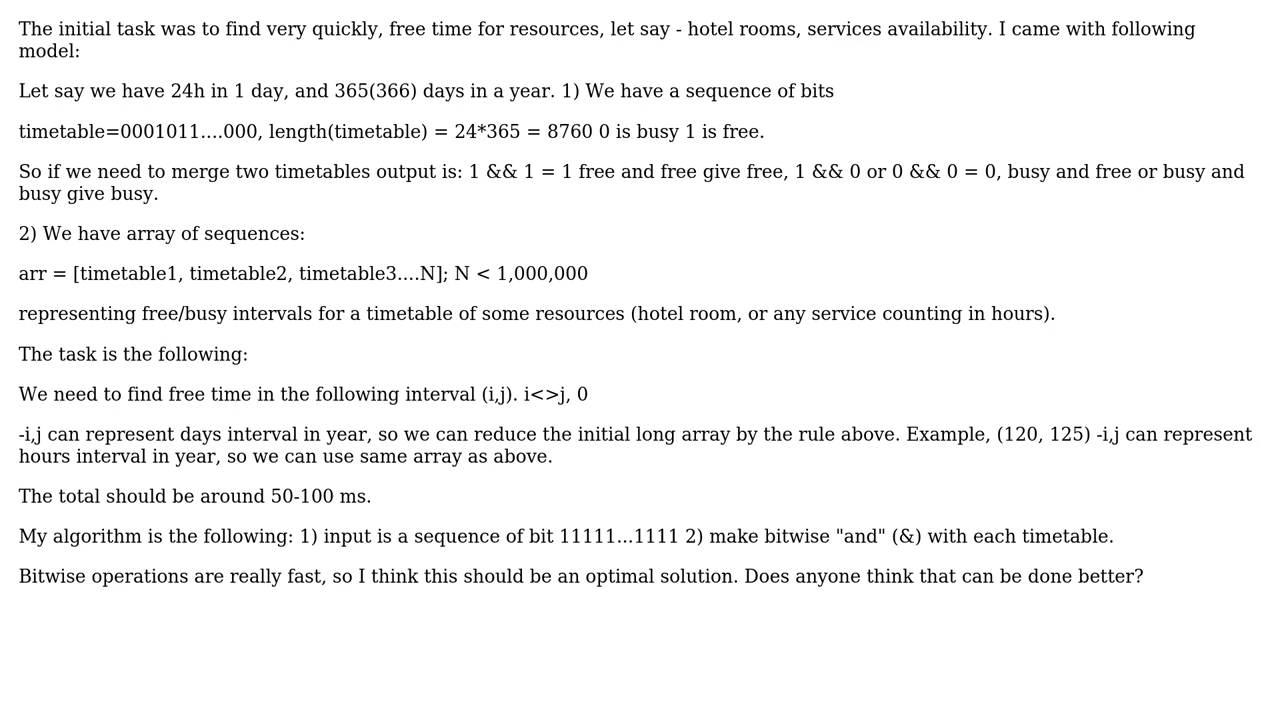 The initial task was to find very quickly, free time for resources, let say - hotel rooms, services availability. I came with following
model:
Let say we have 24h in 1 day, and 365(366) days in a year. 1) We have a sequence of bits
timetable=0001011....000, length(timetable) = 24*365 = 8760 0 is busy 1 is free.
So if we need to merge two timetables output is: 1 && 1 = 1 free and free give free, 1 && 0 or 0 && 0 = 0, busy and free or busy and
busy give busy.
2) We have array of sequences:
arr = [timetable1, timetable2, timetable3....N]; N < 1,000,000
representing free/busy intervals for a timetable of some resources (hotel room, or any service counting in hours).
The task is the following:
We need to find free time in the following interval (i,j). i<>j, 0
-i,j can represent days interval in year, so we can reduce the initial long array by the rule above. Example, (120, 125) -i,j can represent
hours interval in year, so we can use same array as above.
The total should be around 50-100 ms.
My algorithm is the following: 1) input is a sequence of bit 11111...1111 2) make bitwise "and" (&) with each timetable.
Bitwise operations are really fast, so I think this should be an optimal solution. Does anyone think that can be done better?